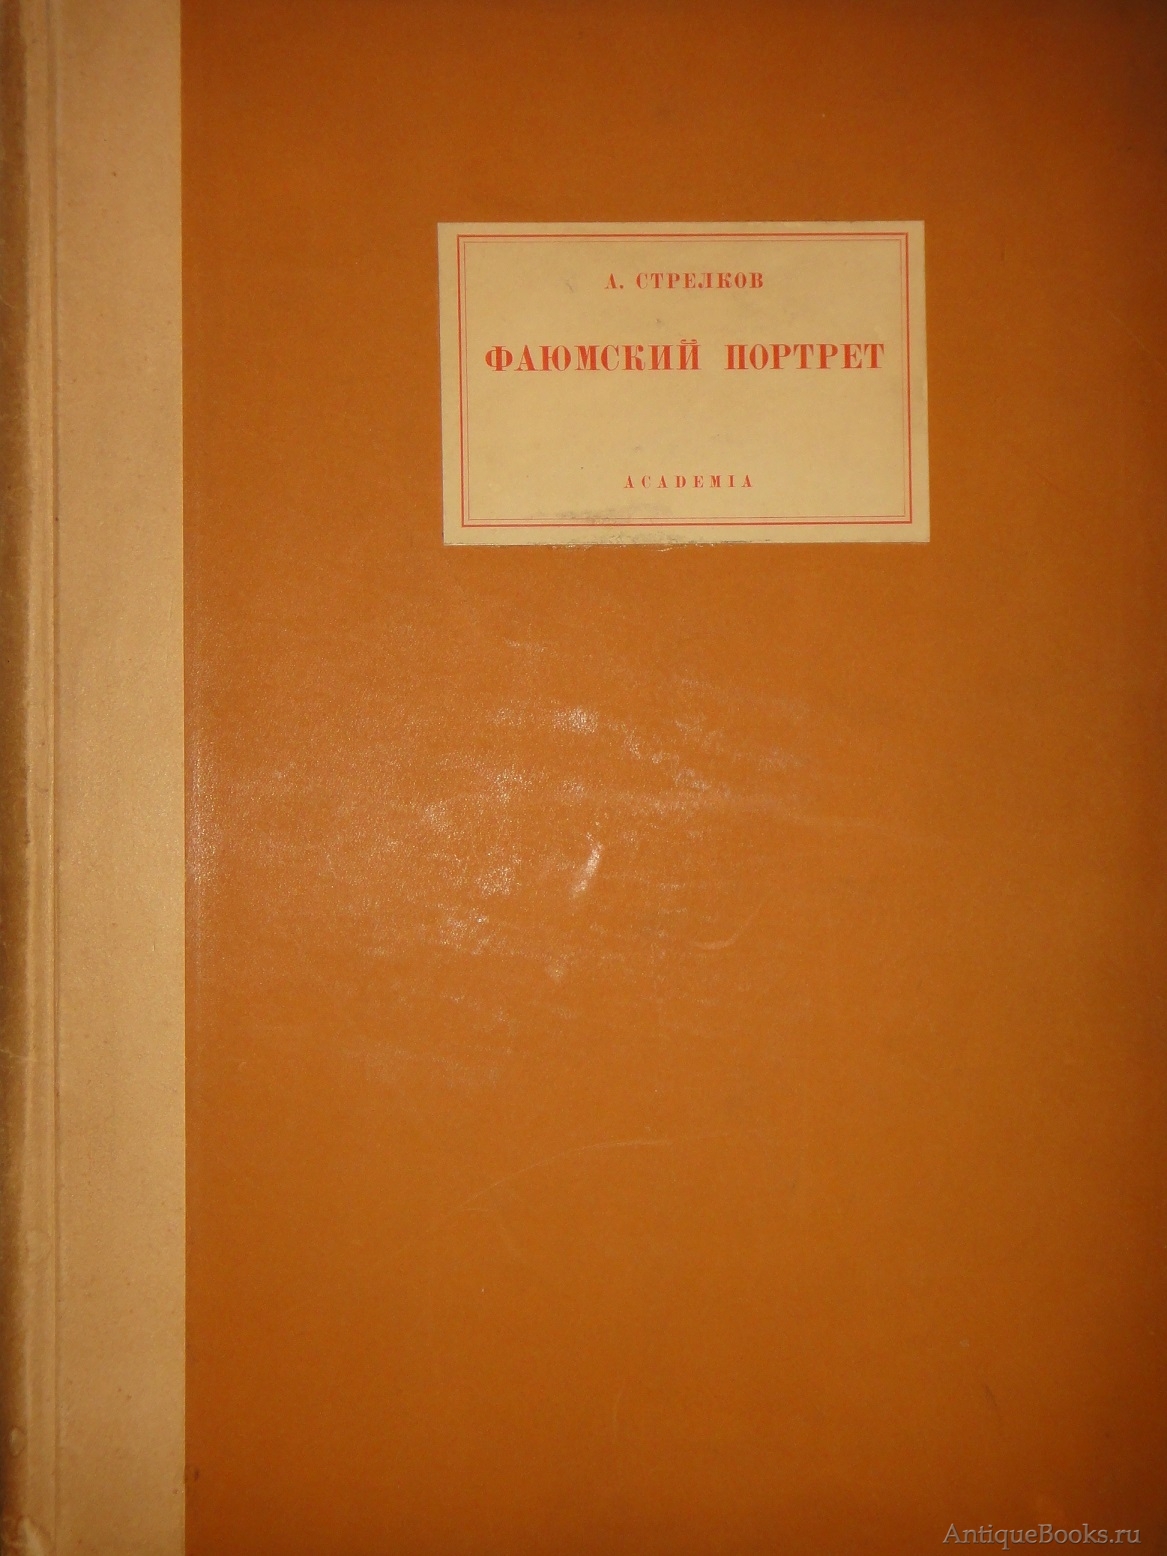 А. СТРЕЛКОВ
ФАЮМСКИЙ ПОРТРЕТ
ACADEMIA
AntiqueBooks.ru